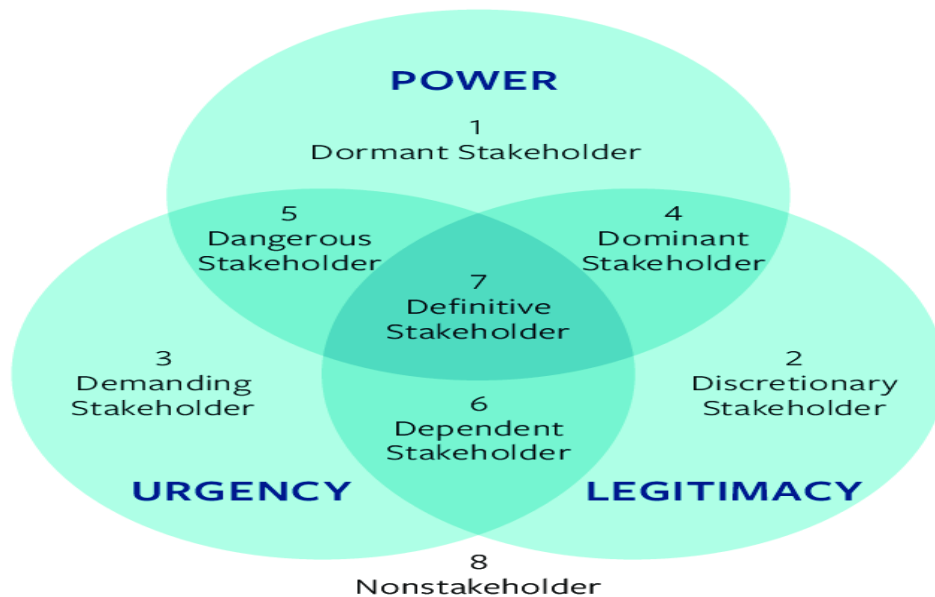 POWER
1
Dormant Stakeholder
5
Dangerous
Stakeholder
4
Dominant
Stakeholder
7
Definitive
Stakeholder
3
Demanding
Stakeholder
2
Discretionary
Stakeholder
6
Dependent
Stakeholder
URGENCY
LEGITIMACY
8
Nonstakeholder